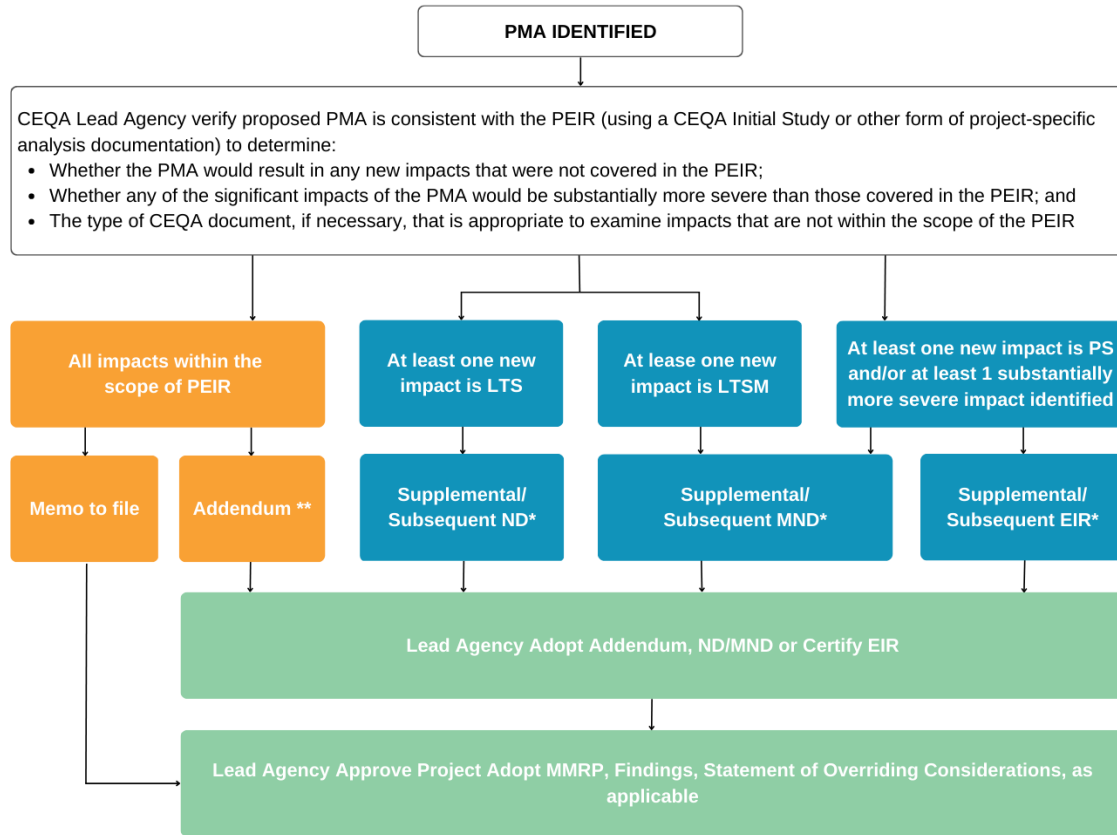 PMA IDENTIFIED
CEQA Lead Agency verify proposed PMA is consistent with the PEIR (using a CEQA Initial Study or other form of project-specific
analysis documentation) to determine:
• Whether the PMA would result in any new impacts that were not covered in the PEIR;
• Whether any of the significant impacts of the PMA would be substantially more severe than those covered in the PEIR; and
• The type of CEQA document, if necessary, that is appropriate to examine impacts that are not within the scope of the PEIR
All impacts within the
scope of PEIR
At least one new
impact is LTS
At lease one new
impact is LTSM
At least one new impact is PS
and/or at least 1 substantially
more severe impact identified
Memo to file
Addendum **
Supplemental/
Subsequent ND*
Supplemental/
Subsequent MND*
Supplemental/
Subsequent EIR*
Lead Agency Adopt Addendum, ND/MND or Certify EIR
Lead Agency Approve Project Adopt MMRP, Findings, Statement of Overriding Considerations, as
applicable